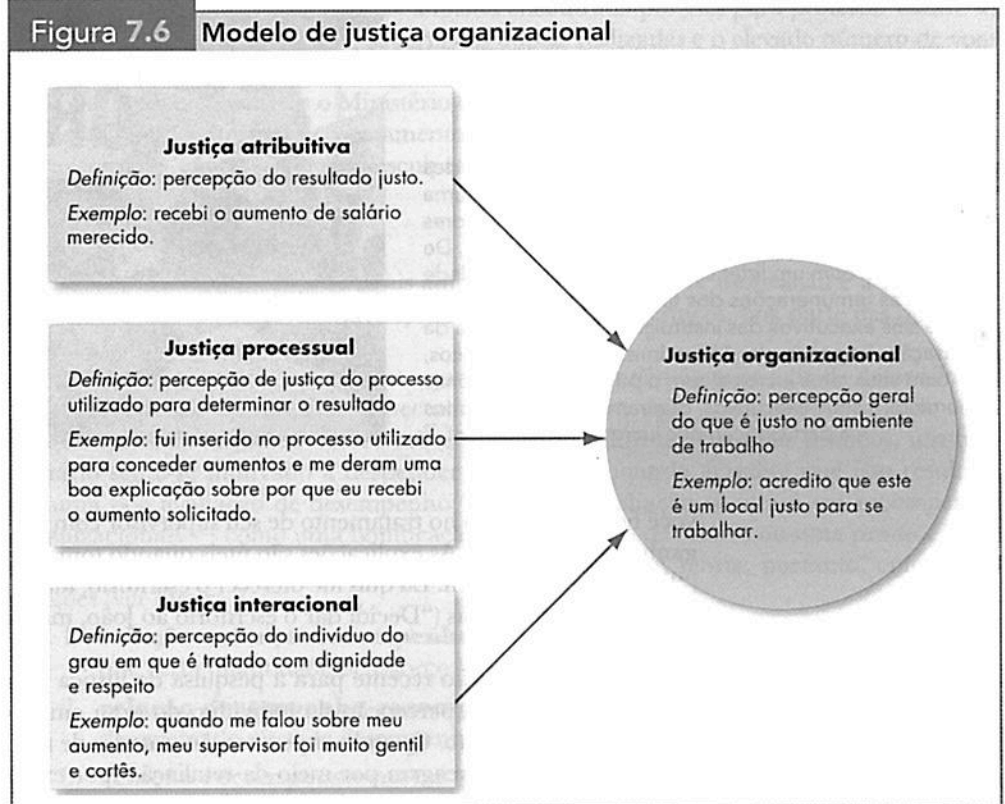 Figura 7.6 Modelo de justiça organizacional
Justiça atribuitiva
Definição: percepção do resultado justo.
Exemplo: recebi o aumento de salário
merecido.
Justiça processual
Definição: percepção de justiça do processo
utilizado para determinar o resultado
Exemplo: fui inserido no processo utilizado
para conceder aumentos e me deram uma
boa explicação sobre por que eu recebi
o aumento solicitado.
Justiça interacional
Definição: percepção do indivíduo do
grau em que é tratado com dignidade
e respeito
Exemplo: quando me falou sobre meu
aumento, meu supervisor foi muito gentil
e cortês.
Justiça organizacional
Definição: percepção geral
do que é justo no ambiente
de trabalho
Exemplo: acredito que este
é um local justo para se
trabalhar.